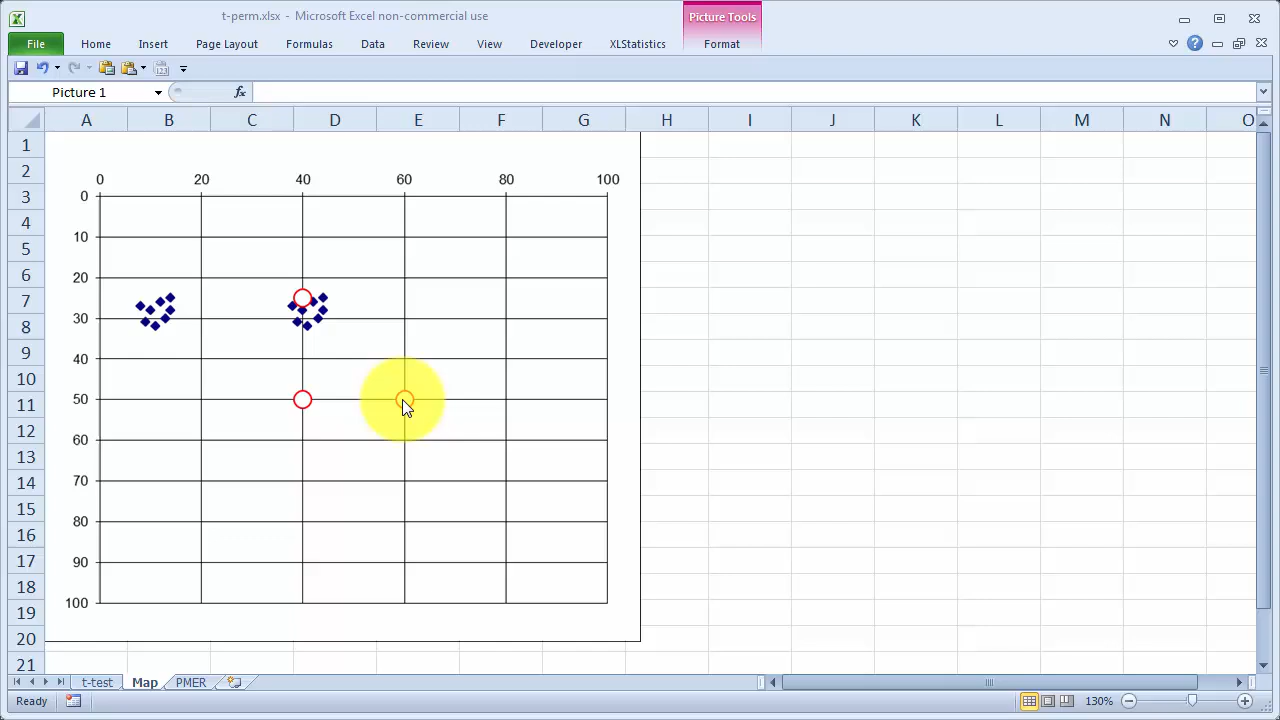 t-perm.xlsx - Microsoft Excel non-commercial use
Picture Tools
File Home Insert Page Layout Formulas Data Review View Developer XLStatistics Format
Picture 1 fx
A B C D E F G H I J K L M N O
1
2
0 20 40 60 80 100
3 0
4 10
5
6 20
7
8 30
9 40
10
11 50
12 60
13
14 70
15
16 80
17 90
18
19 100
20
21
t-test Map PMER
Ready 130%